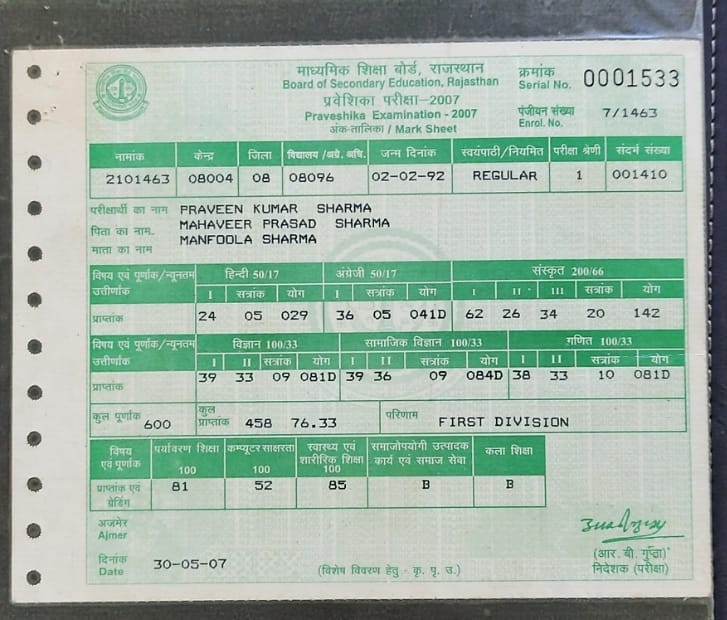 माध्यमिक शिक्षा बोर्ड, राजस्थान
Board of Secondary Education, Rajasthan
प्रवेशिका परीक्षा–2007
Praveshika Examination - 2007
अंक-तालिका / Mark Sheet
क्रमांक
Serial No. 0001533
पंजीयन संख्या 7/1463
Enrol. No.
नामांक केन्द्र जिला विद्यालय /अग्रे. अधि. जन्म दिनांक स्वयंपाठी/नियमित परीक्षा श्रेणी संदर्भ संख्या
2101463 08004 08 08096 02-02-92 REGULAR 1 001410
परीक्षार्थी का नाम PRAVEEN KUMAR SHARMA
पिता का नाम MAHAVEER PRASAD SHARMA
माता का नाम MANFOOLA SHARMA
विषय एवं पूर्णांक/न्यूनतम हिन्दी 50/17 अंग्रेजी 50/17 संस्कृत 200/66
उत्तीर्णांक I सत्रांक योग I सत्रांक योग I II III सत्रांक योग
प्राप्तांक 24 05 029 36 05 041D 62 26 34 20 142
विषय एवं पूर्णांक/न्यूनतम विज्ञान 100/33 सामाजिक विज्ञान 100/33 गणित 100/33
उत्तीर्णांक I II सत्रांक योग I II सत्रांक योग I II सत्रांक योग
प्राप्तांक 39 33 09 081D 39 36 09 084D 38 33 10 081D
कुल पूर्णांक 600 कुल प्राप्तांक 458 76.33 परिणाम FIRST DIVISION
विषय एवं पूर्णांक पर्यावरण शिक्षा 100 कम्प्यूटर साक्षरता 100 स्वास्थ्य एवं शारीरिक शिक्षा 100 समाजोपयोगी उत्पादक कार्य एवं समाज सेवा कला शिक्षा
प्राप्तांक एवं ग्रेडिंग 81 52 85 B B
अजमेर
Ajmer
दिनांक
Date 30-05-07
(विशेष विवरण हेतु - कृ. पृ. उ.)
(आर. बी. गुप्ता)
निदेशक (परीक्षा)